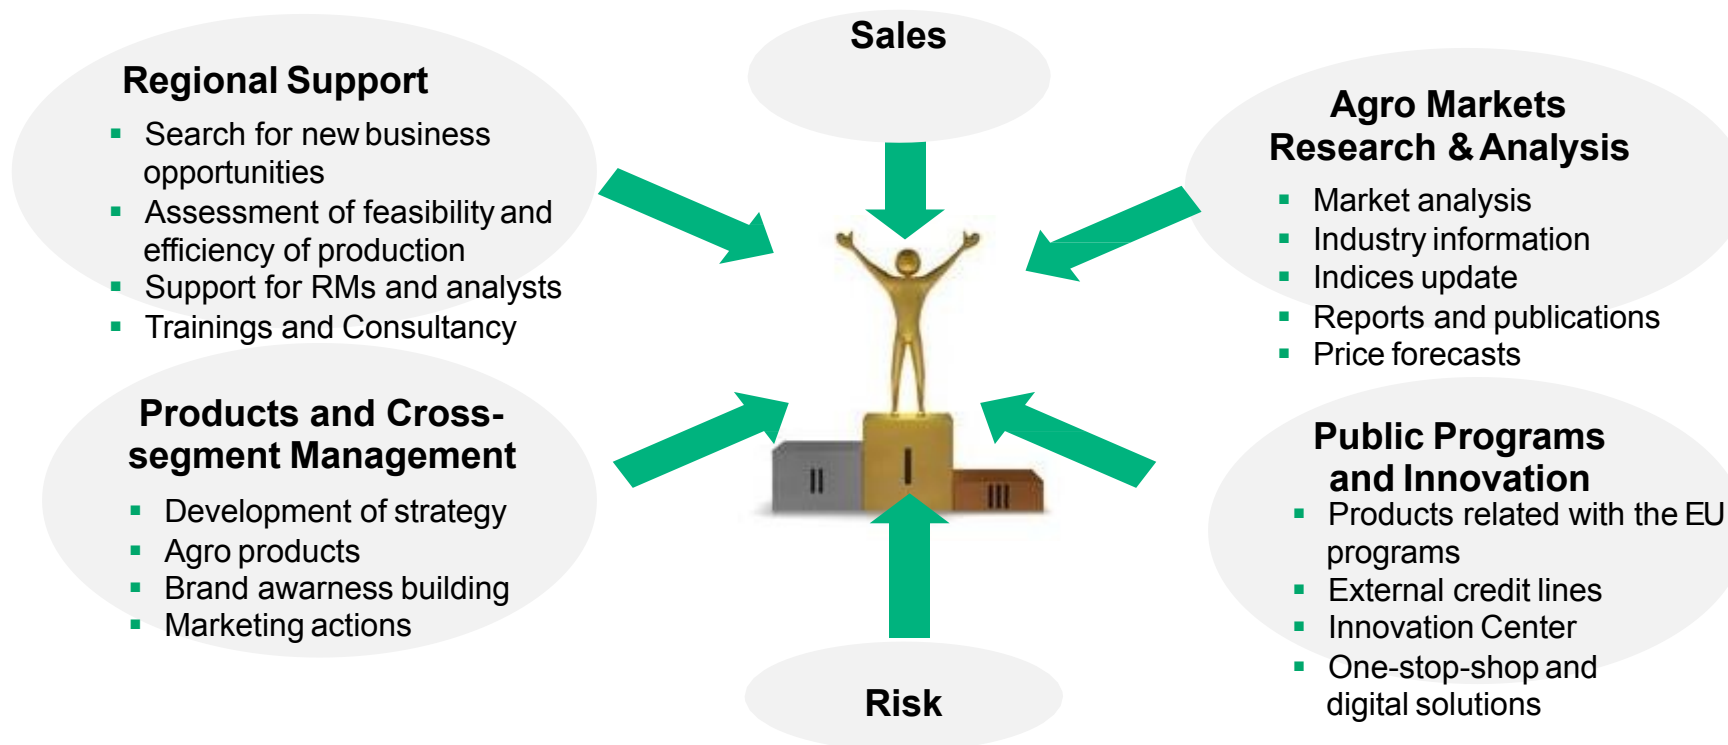 Sales
Regional Support
Search for new business
opportunities
Assessment of feasibility and
efficiency of production
Support for RMs and analysts
Trainings and Consultancy
Agro Markets
Research & Analysis
Market analysis
Industry information
Indices update
Reports and publications
Price forecasts
Products and Cross-
segment Management
Development of strategy
Agro products
Brand awarness building
Marketing actions
II
I
III
Public Programs
and Innovation
Products related with the EU
programs
External credit lines
Innovation Center
One-stop-shop and
digital solutions
Risk